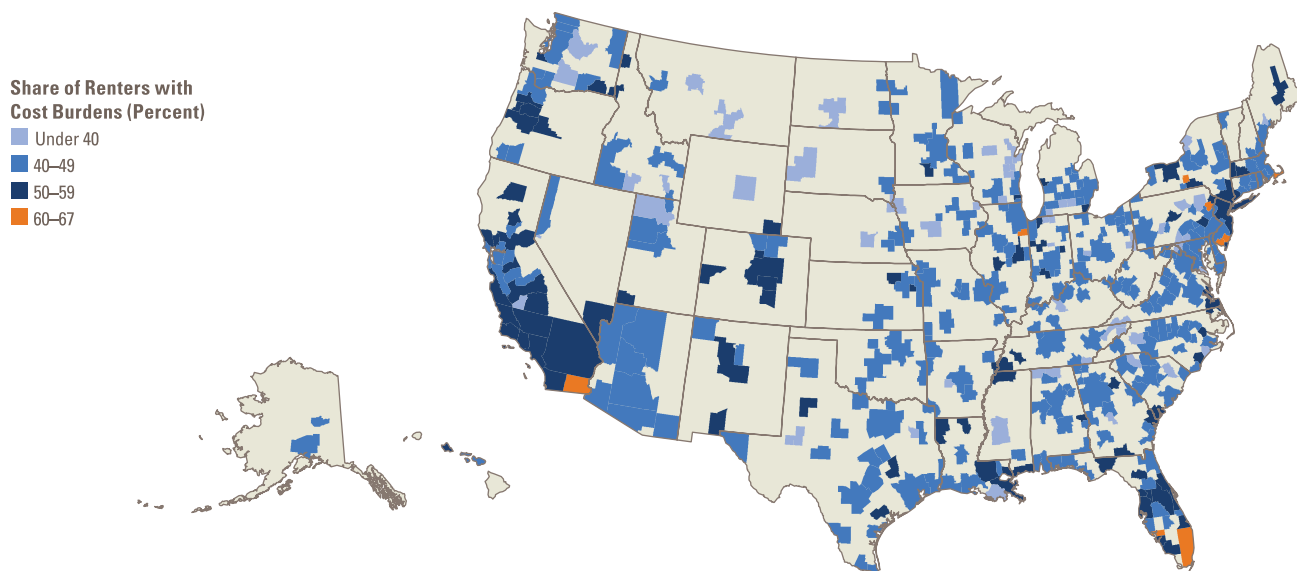 Share of Renters with
Cost Burdens (Percent)
Under 40
40–49
50–59
60–67